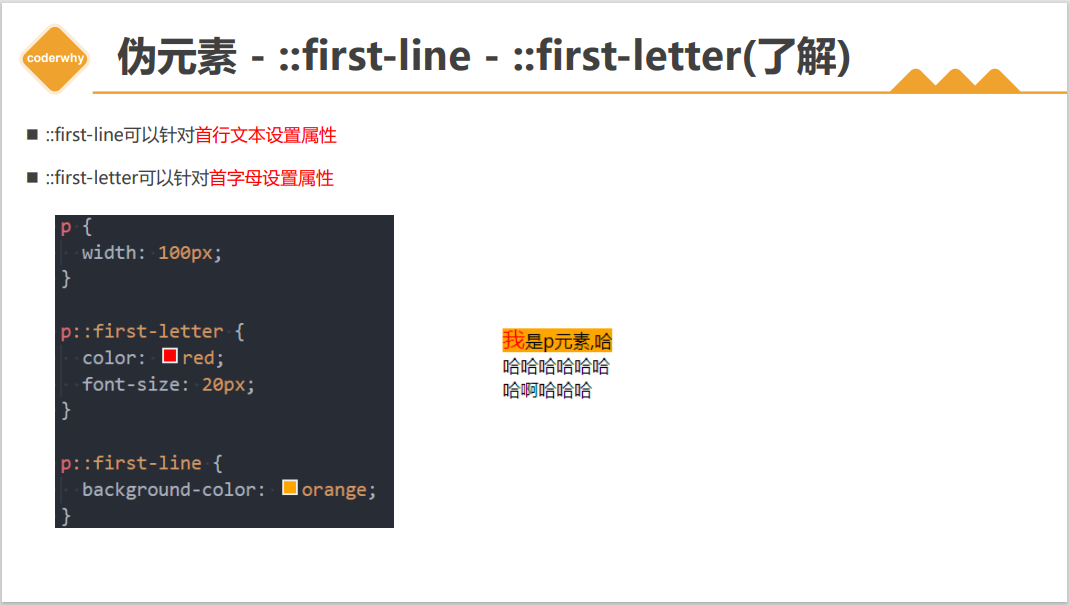 coderwhy
伪元素 - ::first-line - ::first-letter(了解)
::first-line可以针对首行文本设置属性
::first-letter可以针对首字母设置属性
p {
width: 100px;
}
p::first-letter {
color: red;
font-size: 20px;
}
p::first-line {
background-color: orange;
}
我是p元素,哈
哈哈哈哈哈哈
哈啊哈哈哈